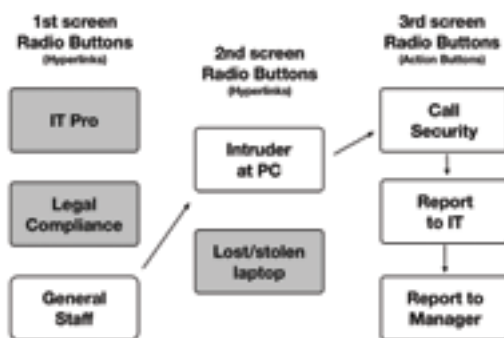 1st screen
Radio Buttons
(Hyperlinks)
IT Pro
Legal
Compliance
General
Staff
2nd screen
Radio Buttons
(Hyperlinks)
Intruder
at PC
Lost/stolen
laptop
3rd screen
Radio Buttons
(Action Buttons)
Call
Security
Report
to IT
Report to
Manager